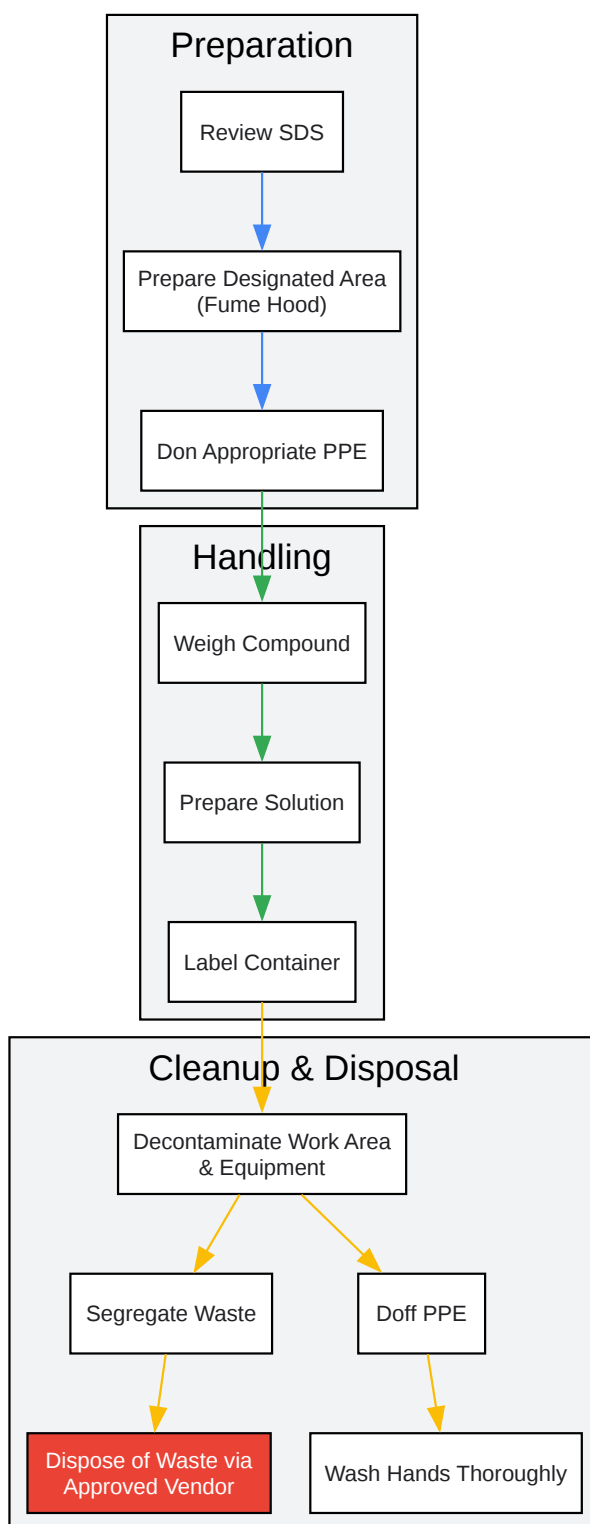 Preparation
Review SDS
Prepare Designated Area
(Fume Hood)
Don Appropriate PPE
Handling
Weigh Compound
Prepare Solution
Label Container
Cleanup & Disposal
Decontaminate Work Area
& Equipment
Segregate Waste
Doff PPE
Dispose of Waste via
Approved Vendor
Wash Hands Thoroughly